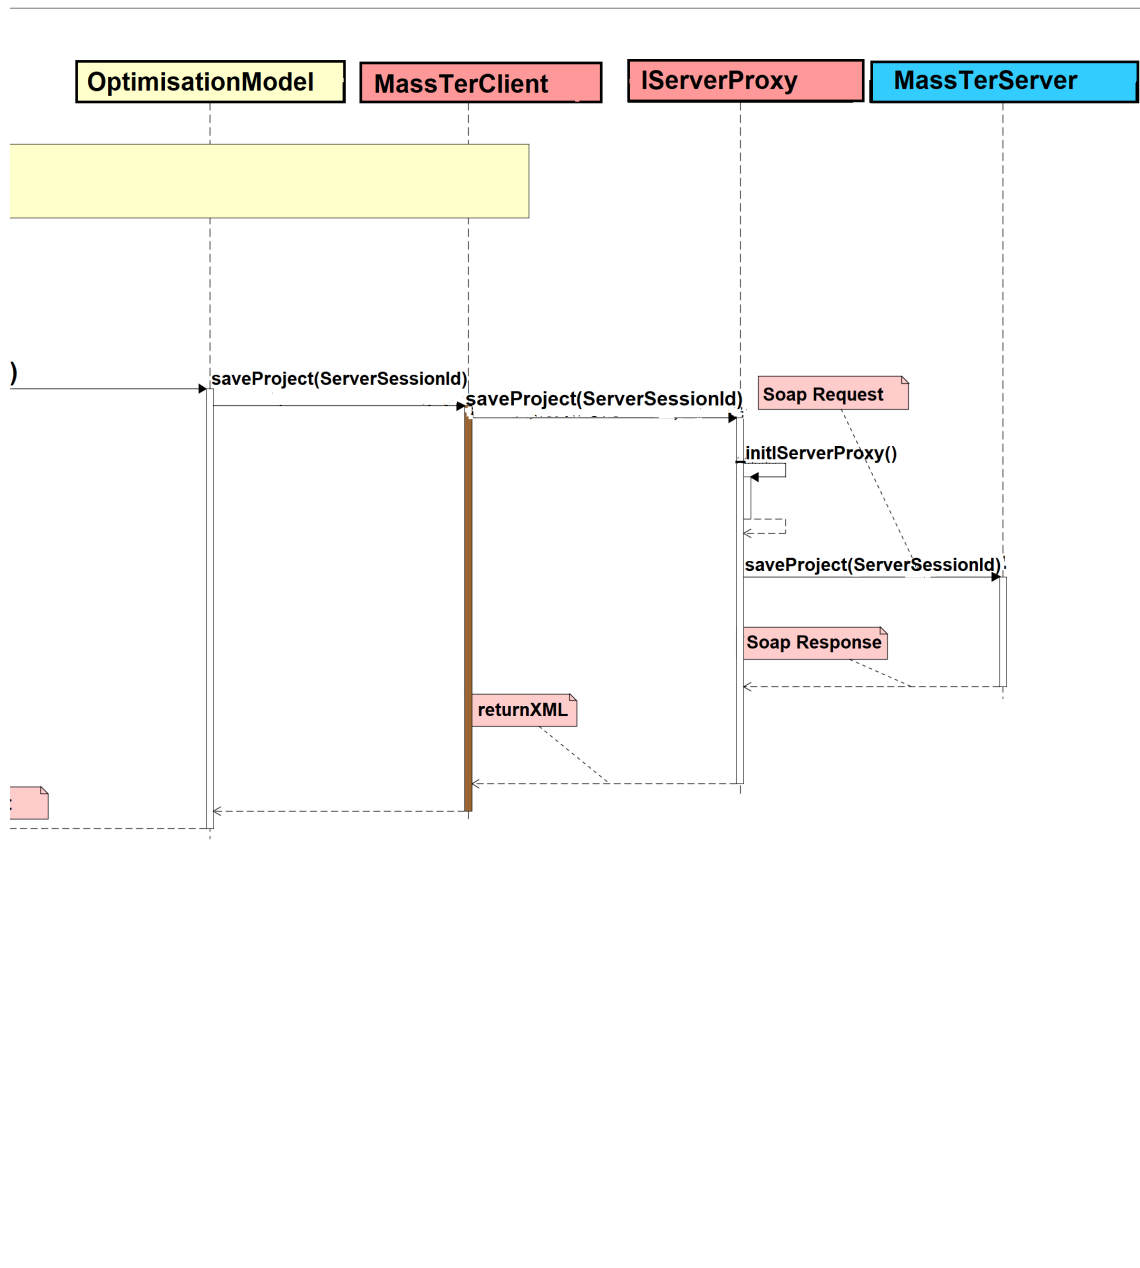 OptimisationModel
MassTerClient
IServerProxy
MassTerServer
)
saveProject(ServerSessionId)
saveProject(ServerSessionId)
Soap Request
initIServerProxy()
saveProject(ServerSessionId)
Soap Response
returnXML